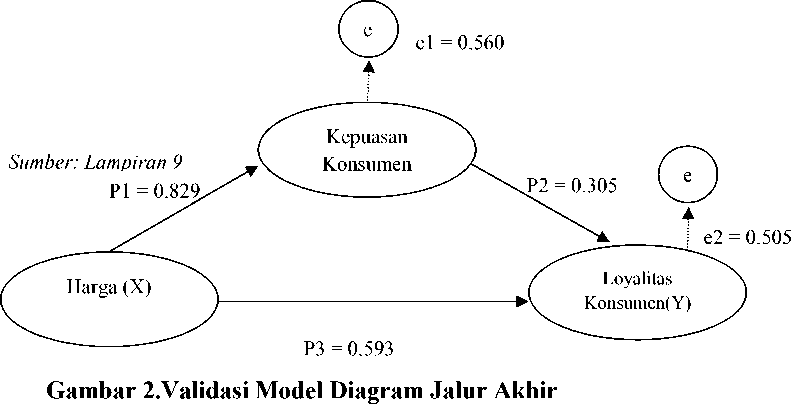 e
e1 = 0.560
Kepuasan
Konsumen
Sumber: Lampiran 9
P1 = 0.829
P2 = 0.305
e
e2 = 0.505
Harga (X)
Loyalitas
Konsumen(Y)
P3 = 0.593
Gambar 2.Validasi Model Diagram Jalur Akhir